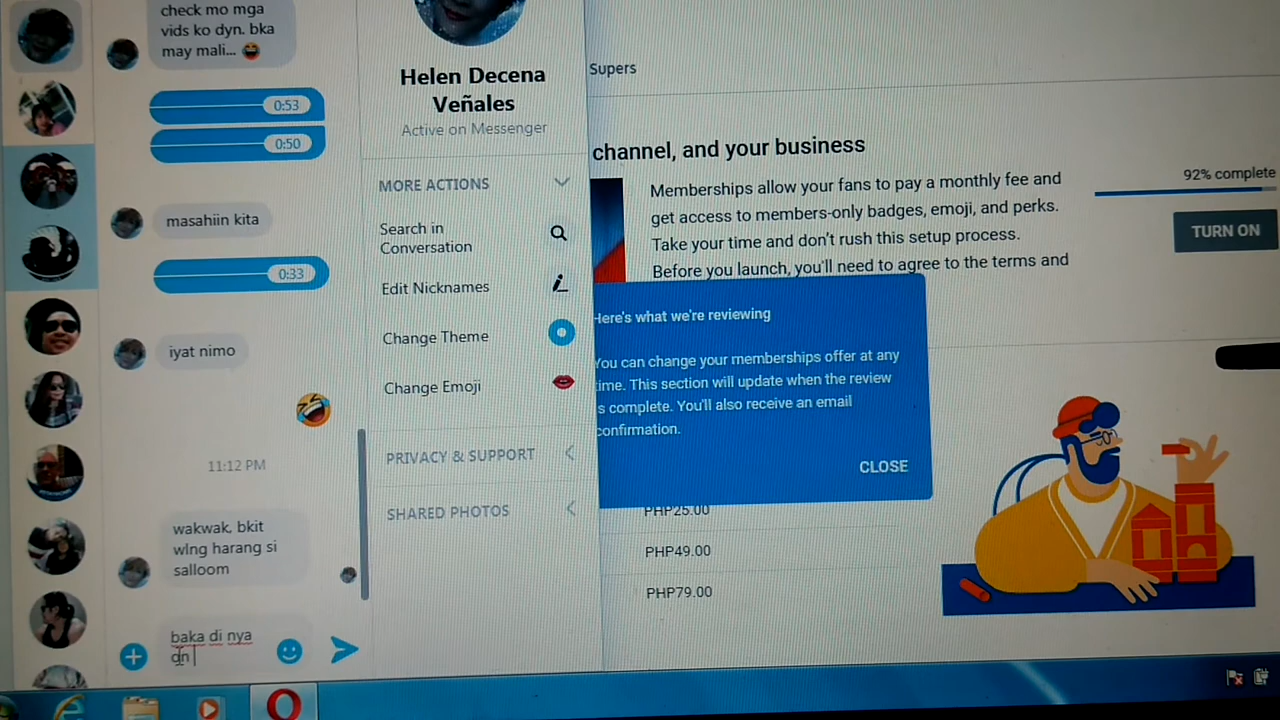 check mo mga
vids ko dyn. bka
may mali...
0:53
0:50
masahiin kita
0:33
iyat nimo
11:12 PM
wakwak. bkit
wlng harang si
salloom
baka di nya
dn
Helen Decena
Veñales
Active on Messenger
MORE ACTIONS
Search in
Conversation
Edit Nicknames
Change Theme
Change Emoji
PRIVACY & SUPPORT
SHARED PHOTOS
Supers
channel, and your business
Memberships allow your fans to pay a monthly fee and
get access to members-only badges, emoji, and perks.
Take your time and don't rush this setup process.
Before you launch, you'll need to agree to the terms and
92% complete
TURN ON
Here's what we're reviewing
You can change your memberships offer at any
time. This section will update when the review
is complete. You'll also receive an email
confirmation.
CLOSE
PHP25.00
PHP49.00
PHP79.00